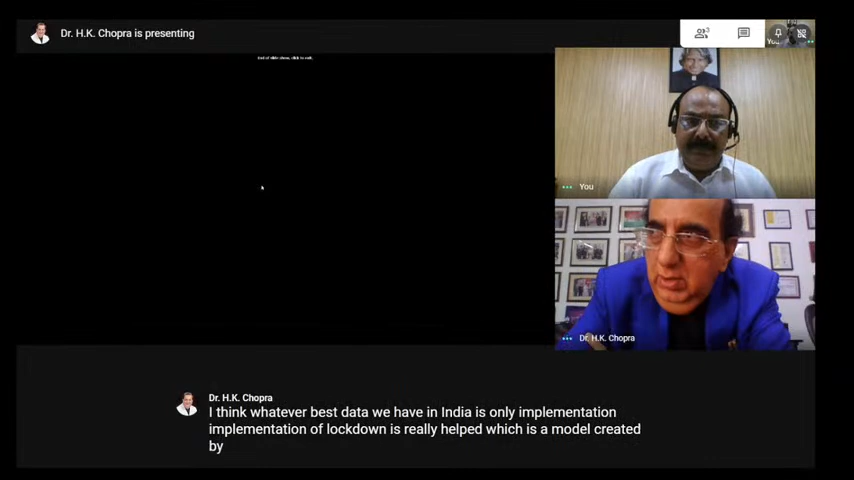 Dr. H.K. Chopra is presenting
3
You
End of slide show, click to exit.
You
Dr. H.K. Chopra
Dr. H.K. Chopra
I think whatever best data we have in India is only implementation
implementation of lockdown is really helped which is a model created
by